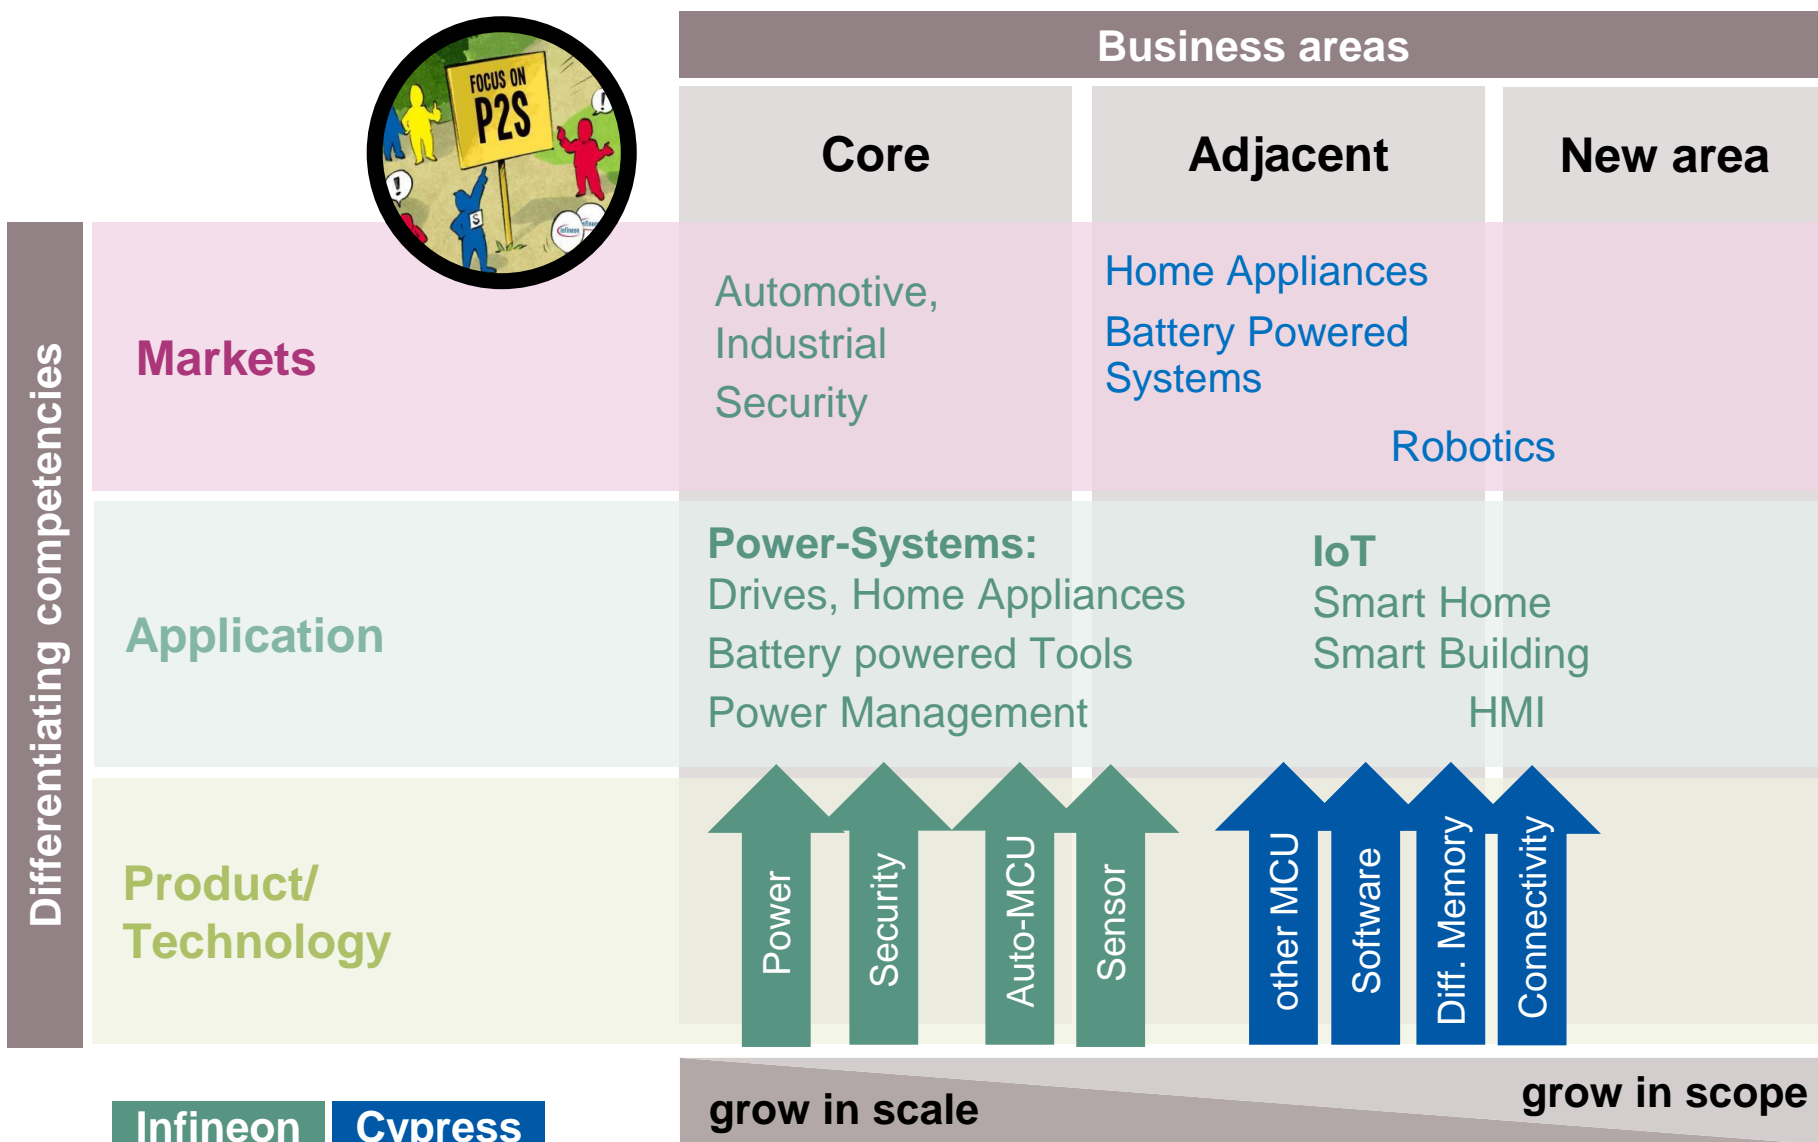 Business areas
FOCUS ON
P2S
Core
Adjacent
New area
!
!
S
infineon
Differentiating competencies
Markets
Automotive,
Industrial
Security
Home Appliances
Battery Powered
Systems
Robotics
Application
Power-Systems:
Drives, Home Appliances
Battery powered Tools
Power Management
IoT
Smart Home
Smart Building
HMI
Product/
Technology
Power
Security
Auto-MCU
Sensor
other MCU
Software
Diff. Memory
Connectivity
grow in scale
grow in scope
Infineon
Cypress